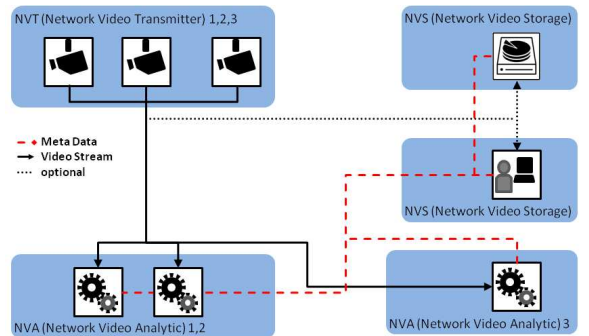 NVT (Network Video Transmitter) 1,2,3
NVS (Network Video Storage)
Meta Data
Video Stream
optional
NVS (Network Video Storage)
NVA (Network Video Analytic) 1,2
NVA (Network Video Analytic) 3